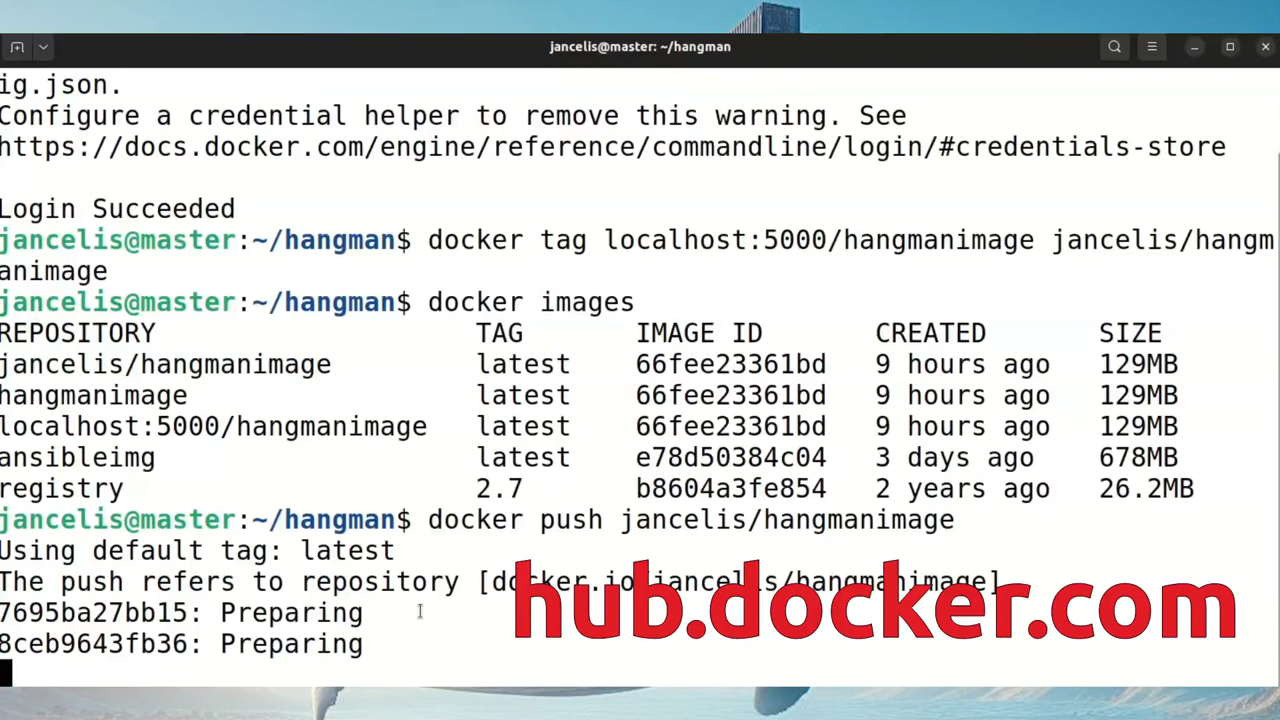 jancelis@master: ~/hangman
ig.json.
Configure a credential helper to remove this warning. See
https://docs.docker.com/engine/reference/commandline/login/#credentials-store
Login Succeeded
jancelis@master:~/hangman$ docker tag localhost:5000/hangmanimage jancelis/hangm
animage
jancelis@master:~/hangman$ docker images
REPOSITORY TAG IMAGE ID CREATED SIZE
jancelis/hangmanimage latest 66fee23361bd 9 hours ago 129MB
hangmanimage latest 66fee23361bd 9 hours ago 129MB
localhost:5000/hangmanimage latest 66fee23361bd 9 hours ago 129MB
ansibleimg latest e78d50384c04 3 days ago 678MB
registry 2.7 b8604a3fe854 2 years ago 26.2MB
jancelis@master:~/hangman$ docker push jancelis/hangmanimage
Using default tag: latest
The push refers to repository [docker.io/jancelis/hangmanimage]
7695ba27bb15: Preparing
8ceb9643fb36: Preparing
hub.docker.com